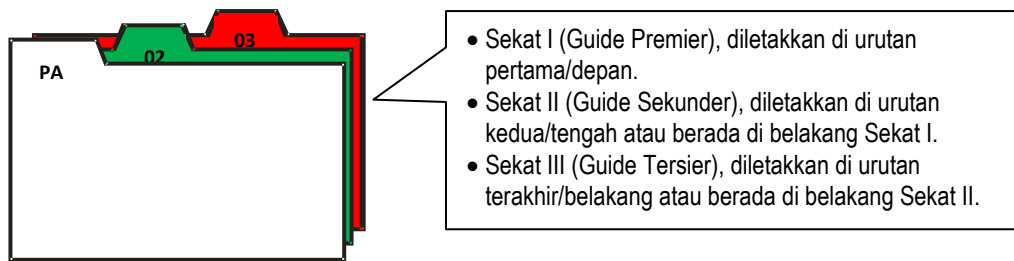 03
02
PA
• Sekat I (Guide Premier), diletakkan di urutan
pertama/depan.
• Sekat II (Guide Sekunder), diletakkan di urutan
kedua/tengah atau berada di belakang Sekat I.
• Sekat III (Guide Tersier), diletakkan di urutan
terakhir/belakang atau berada di belakang Sekat II.